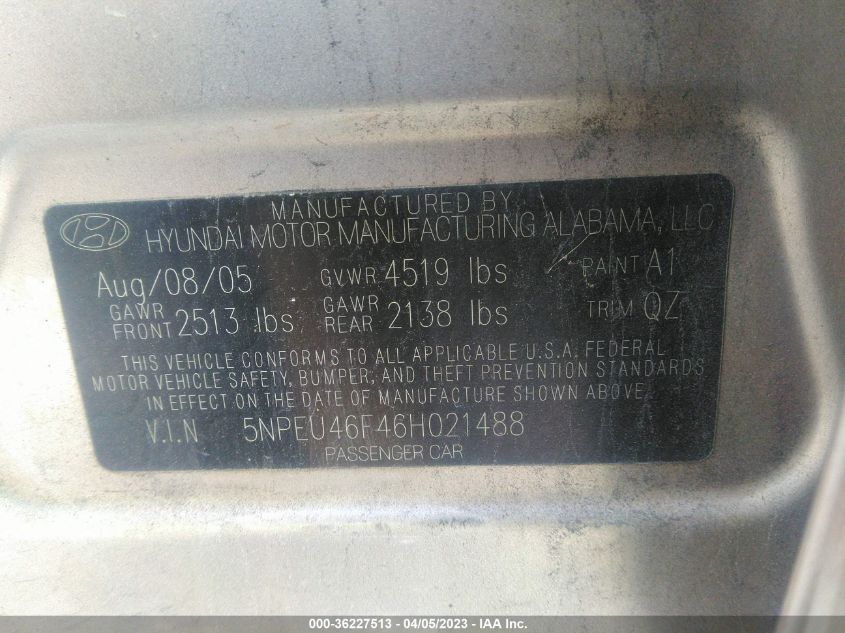 MANUFACTURED BY
HYUNDAI MOTOR MANUFACTURING ALABAMA, LLC
Aug/08/05 GVWR 4519 lbs PAINT A1
GAWR FRONT 2513 lbs GAWR REAR 2138 lbs TRIM QZ
THIS VEHICLE CONFORMS TO ALL APPLICABLE U.S.A. FEDERAL
MOTOR VEHICLE SAFETY, BUMPER, AND THEFT PREVENTION STANDARDS
IN EFFECT ON THE DATE OF MANUFACTURE SHOWN ABOVE.
V.I.N 5NPEU46F46H021488
PASSENGER CAR
000-36227513 - 04/05/2023 - IAA Inc.